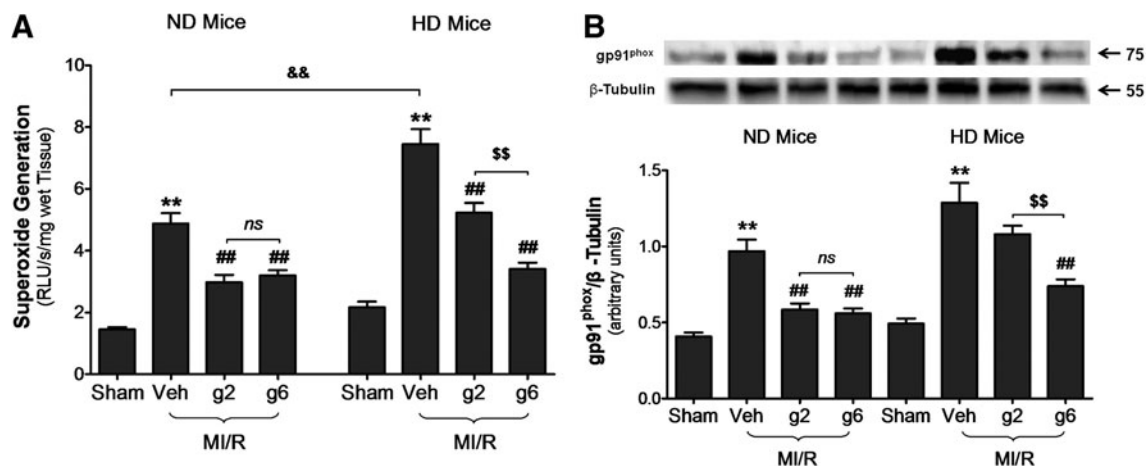 A
ND Mice
HD Mice
Superoxide Generation
(RLU/s/mg wet Tissue)
10
8
6
4
2
0
&&
**
ns
##
##
**
$$
##
##
Sham Veh g2 g6 Sham Veh g2 g6
MI/R
MI/R
B
gp91phox
75
β-Tubulin
55
ND Mice
HD Mice
gp91phox/β -Tubulin
(arbitrary units)
1.5
1.0
0.5
0.0
**
ns
##
##
**
$$
##
Sham Veh g2 g6 Sham Veh g2 g6
MI/R
MI/R